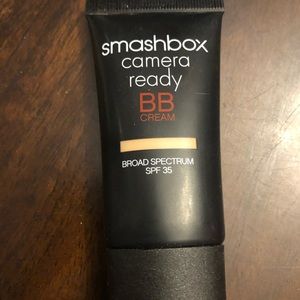 smashbox
camera
ready
BB
CREAM
BROAD SPECTRUM
SPF 35